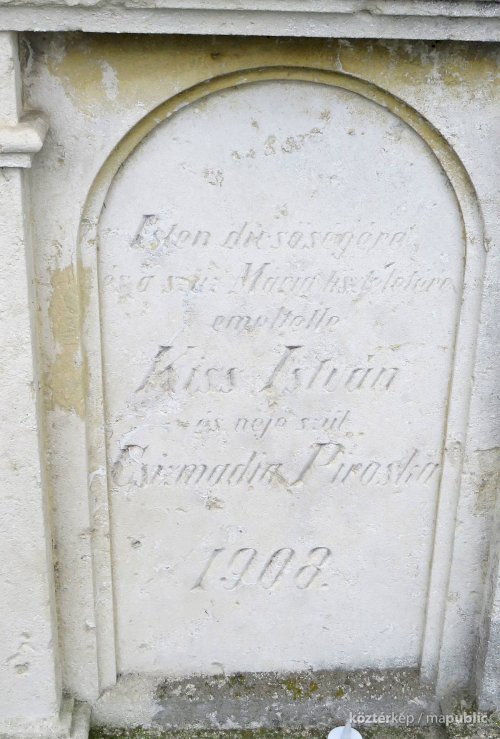 Isten dicsőségére
és a szűz Mária tiszteletére
emeltette
Kiss István
és neje szül.
Csizmadia Piroska
1908.
köztérkép / mapublic